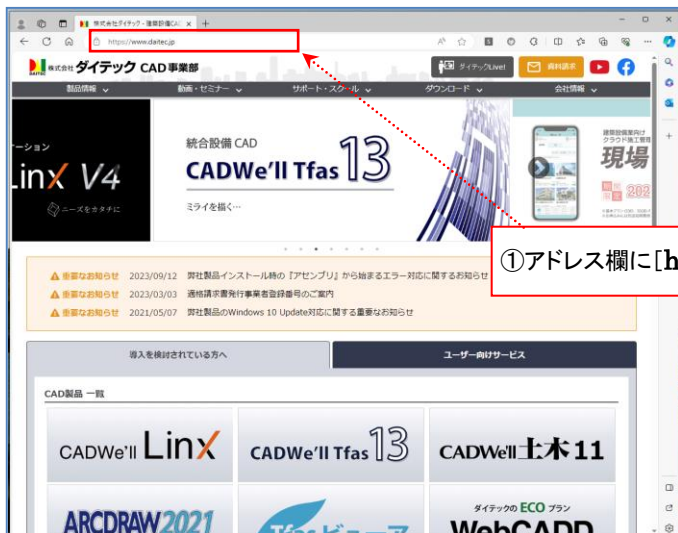 株式会社ダイテック・建築設備CAD
https://www.daitec.jp
DAITEC 株式会社 ダイテック CAD事業部
ダイテックLive! 資料請求
製品情報 動画・セミナー サポート・スクール ダウンロード 会社情報
ーション
Linx V4
ニーズをカタチに
統合設備 CAD
CADWe'll Tfas 13
ミライを描く…
建築設備業向け
現場
①アドレス欄に[h
重要なお知らせ 2023/09/12 弊社製品インストール時の『アセンブリ』から始まるエラー対応に関するお知らせ
重要なお知らせ 2023/03/03 適格請求書発行事業者登録番号のご案内
重要なお知らせ 2021/05/07 弊社製品のWindows 10 Update対応に関する重要なお知らせ
導入を検討されている方へ ユーザー向けサービス
CAD製品 一覧
CADWe'll Linx CADWe'll Tfas 13 CADWe'll 土木 11
ダイテックの ECO プラン
ARCDRAW 2021 Tfas ビューア WebCADD